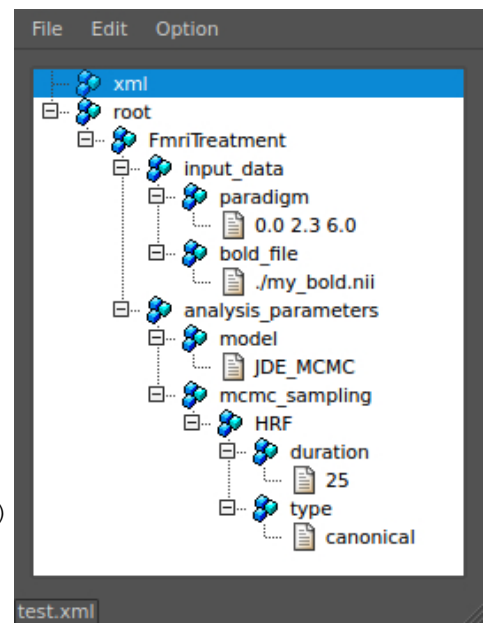 File Edit Option
xml
root
FmriTreatment
input_data
paradigm
0.0 2.3 6.0
bold_file
./my_bold.nii
analysis_parameters
model
JDE_MCMC
mcmc_sampling
HRF
duration
25
)
type
canonical
test.xml